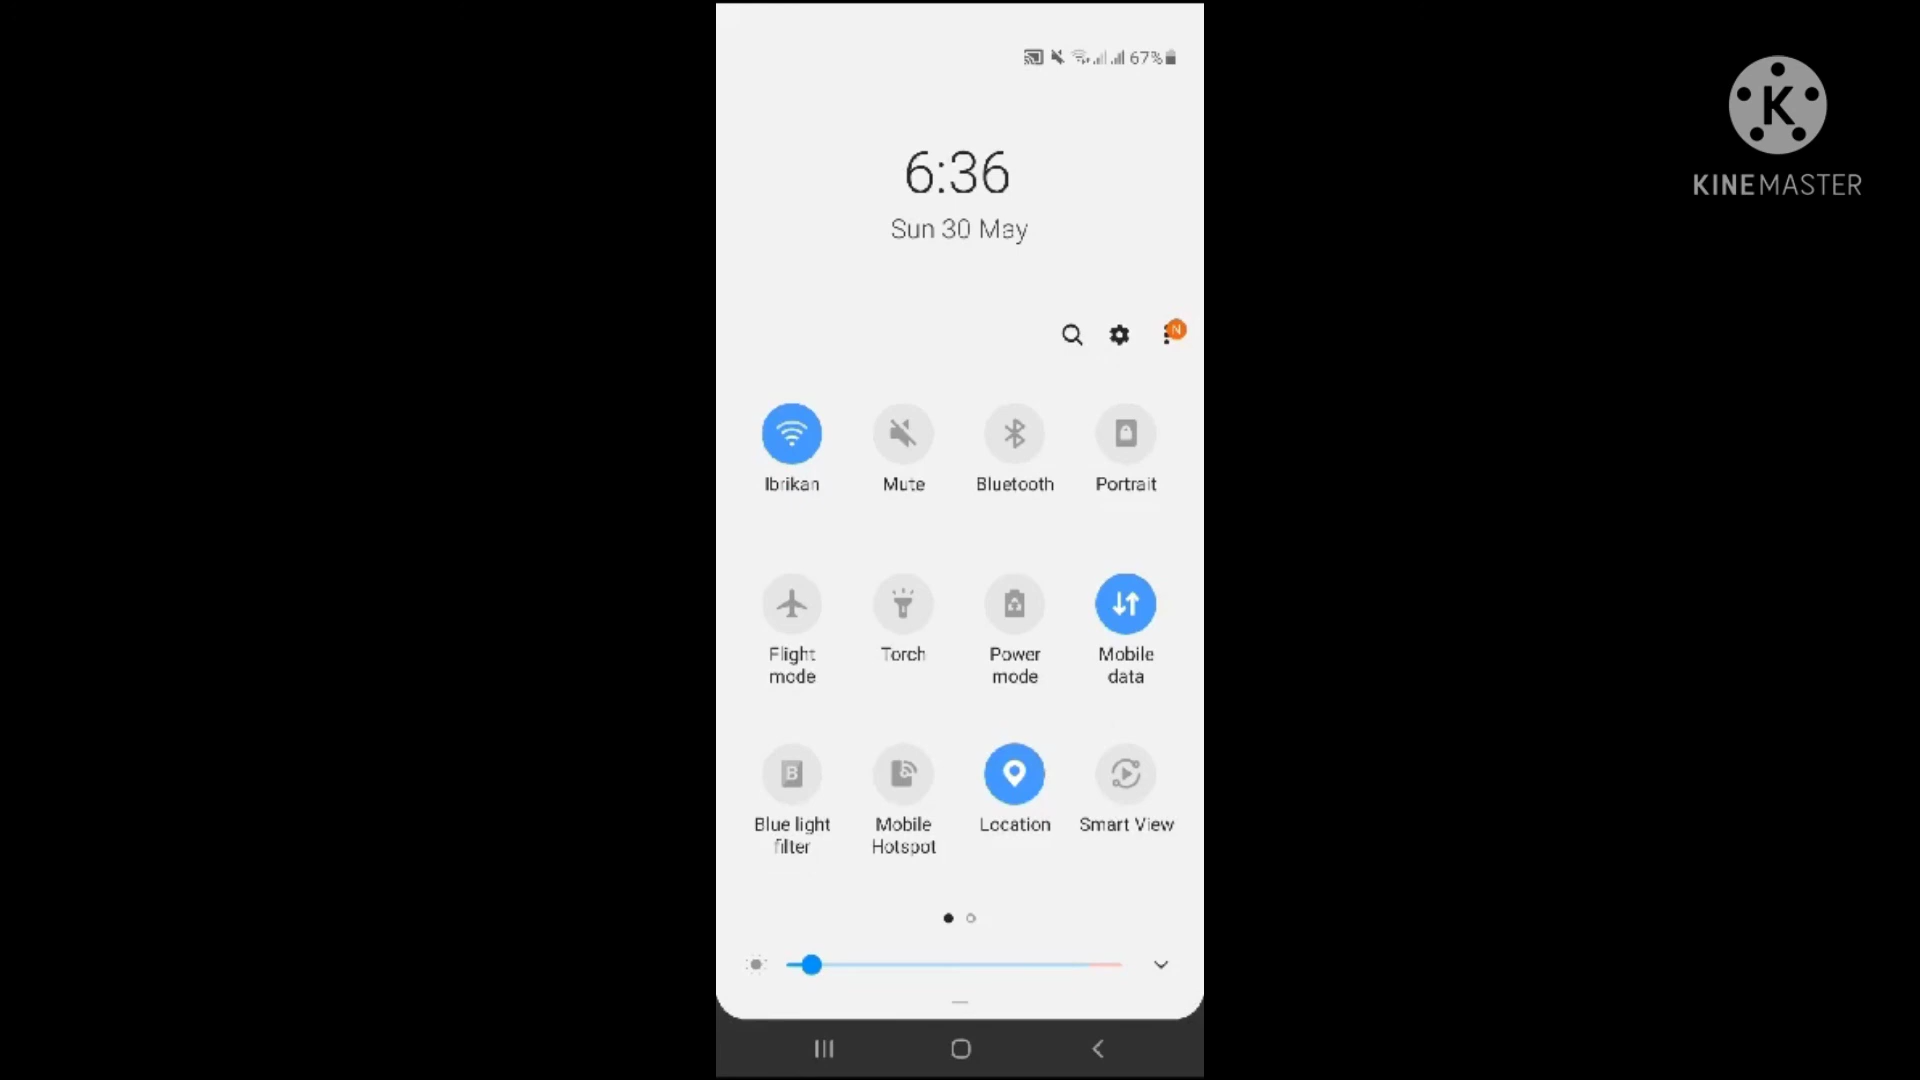 67%
K
KINEMASTER
6:36
Sun 30 May
N
Ibrikan
Mute
Bluetooth
Portrait
Flight
mode
Torch
Power
mode
Mobile
data
B
Blue light
filter
Mobile
Hotspot
Location
Smart View